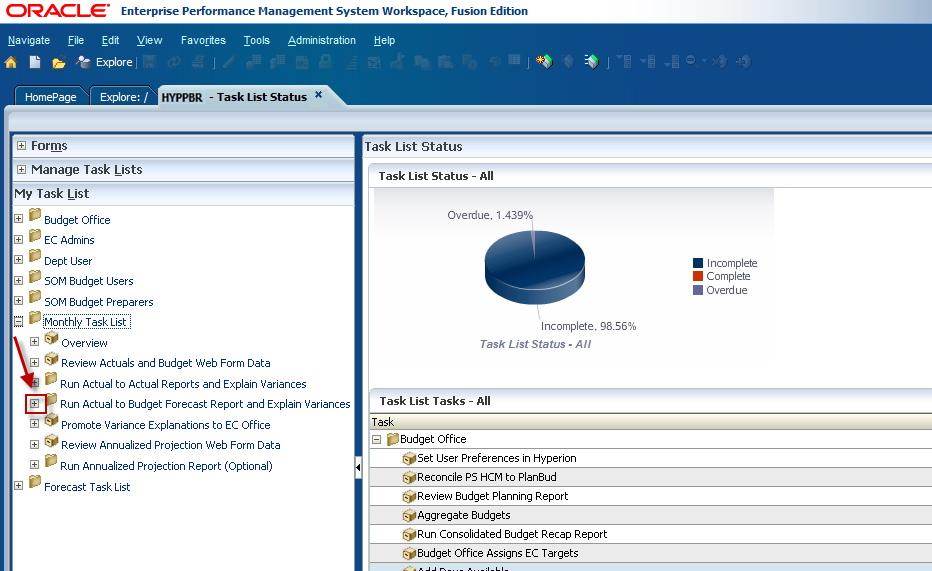 ORACLE® Enterprise Performance Management System Workspace, Fusion Edition
Navigate File Edit View Favorites Tools Administration Help
Explore
HomePage Explore: / HYPPBR - Task List Status
Forms
Manage Task Lists
My Task List
Budget Office
EC Admins
Dept User
SOM Budget Users
SOM Budget Preparers
Monthly Task List
Overview
Review Actuals and Budget Web Form Data
Run Actual to Actual Reports and Explain Variances
Run Actual to Budget Forecast Report and Explain Variances
Promote Variance Explanations to EC Office
Review Annualized Projection Web Form Data
Run Annualized Projection Report (Optional)
Forecast Task List
Task List Status
Task List Status - All
Overdue, 1.439%
Incomplete
Complete
Overdue
Incomplete, 98.56%
Task List Status - All
Task List Tasks - All
Task
Budget Office
Set User Preferences in Hyperion
Reconcile PS HCM to PlanBud
Review Budget Planning Report
Aggregate Budgets
Run Consolidated Budget Recap Report
Budget Office Assigns EC Targets